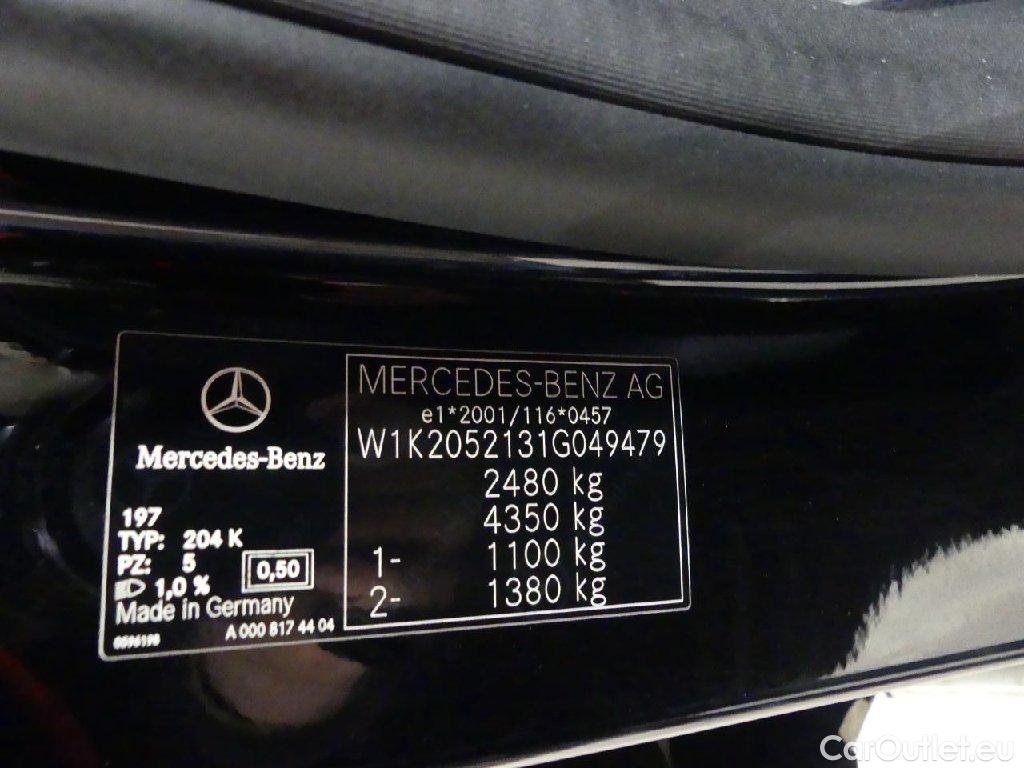 MERCEDES-BENZ AG
e1*2001/116*0457
W1K2052131G049479
2480 kg
4350 kg
1- 1100 kg
2- 1380 kg
Mercedes-Benz
197
TYP: 204 K
PZ: 5
1,0 %
0,50
Made in Germany
A 000 817 44 04
CarOutlet.eu